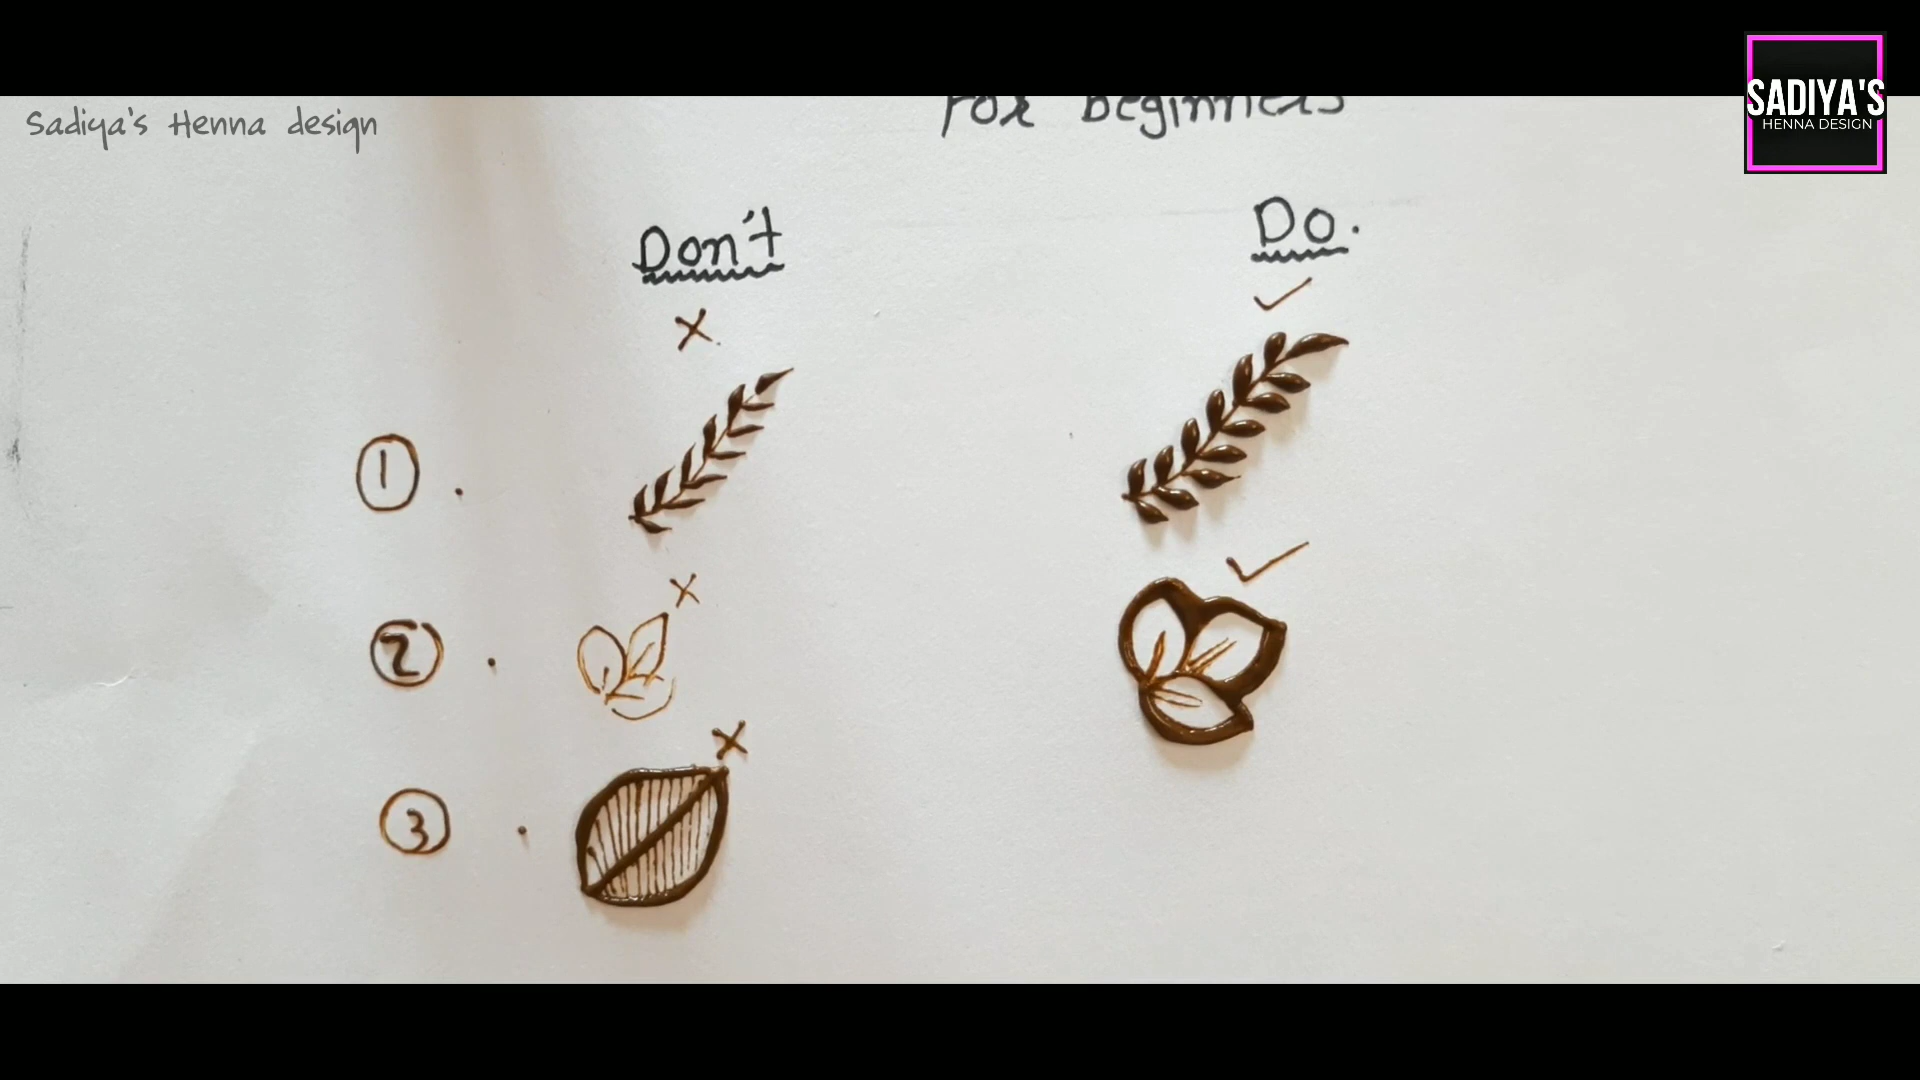 SADIYA'S
HENNA DESIGN
Sadiya's Henna design
For beginners
Don't
Do.
1 .
2 .
3 .